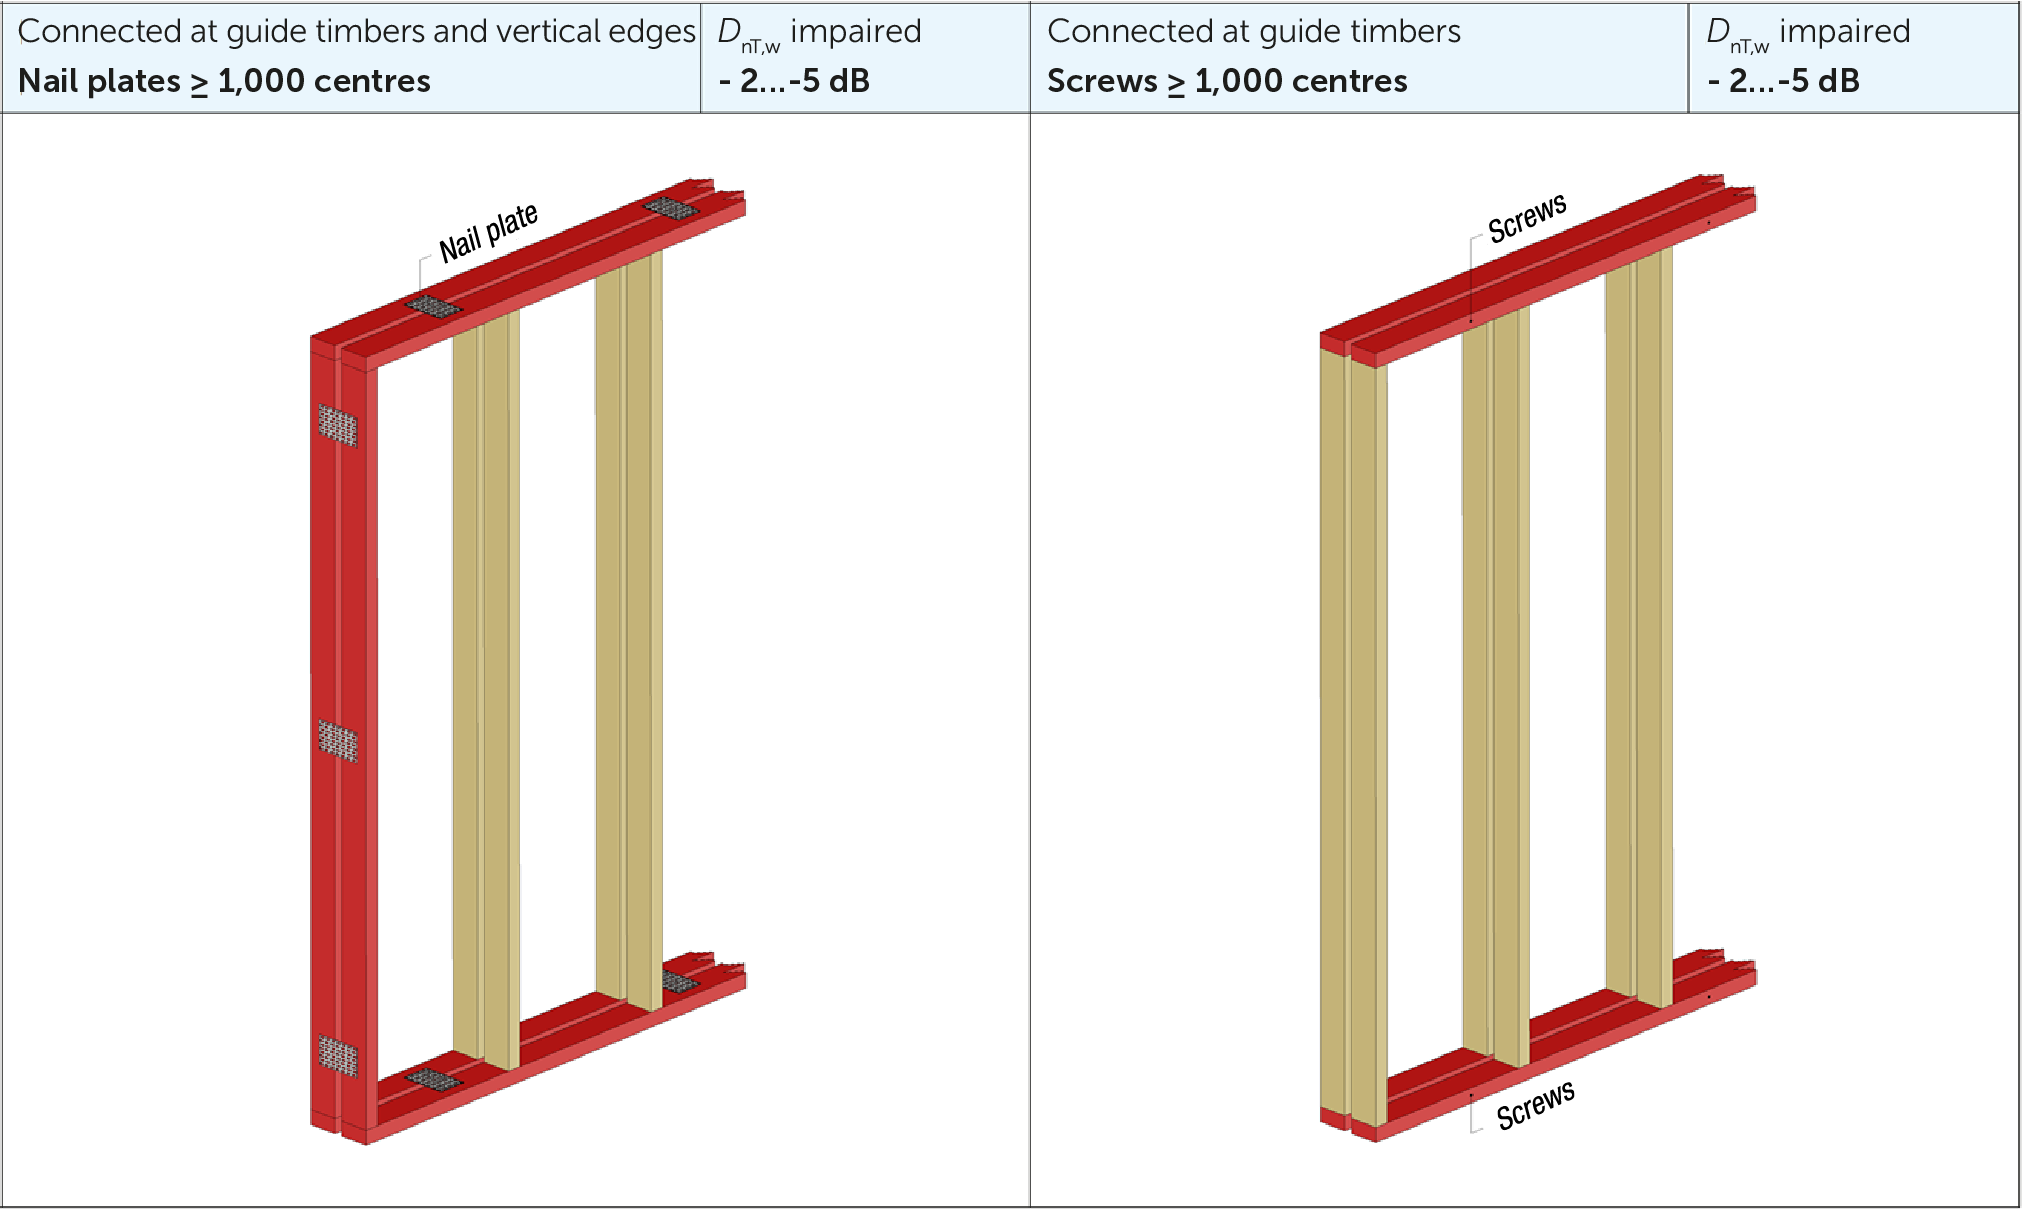 Connected at guide timbers and vertical edges
Nail plates ≥ 1,000 centres
DnT,w impaired
- 2...-5 dB
Connected at guide timbers
Screws ≥ 1,000 centres
DnT,w impaired
- 2...-5 dB
Nail plate
Screws
Screws